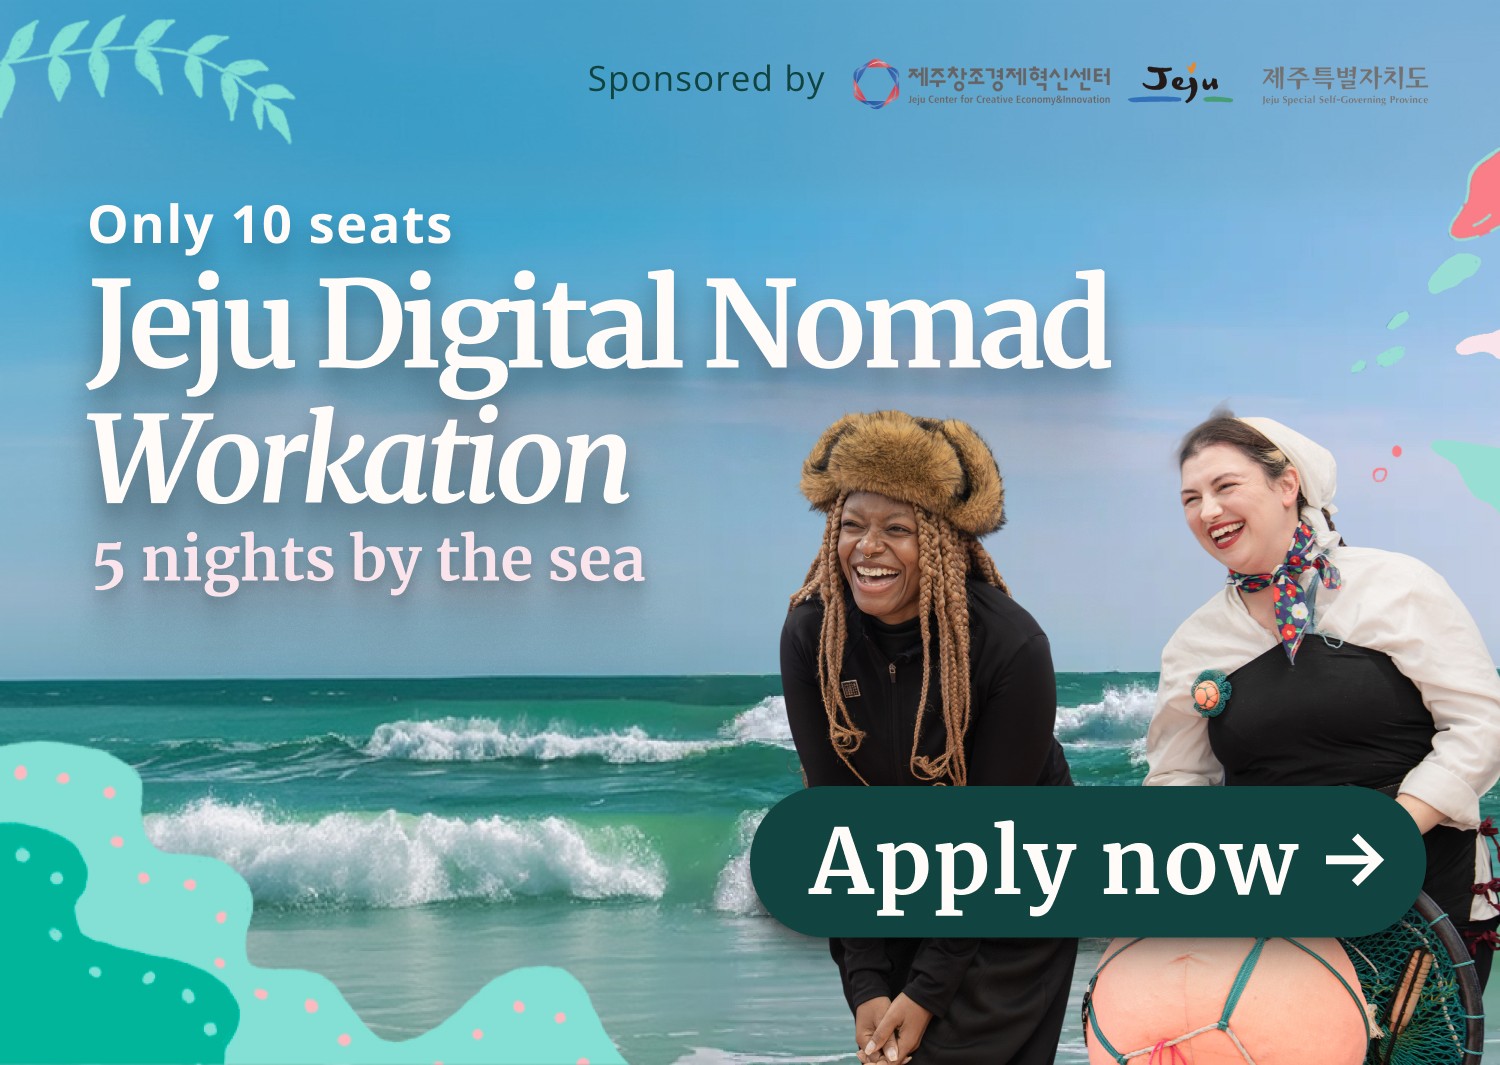 Sponsored by
제주창조경제혁신센터
Jeju Center for Creative Economy&Innovation
Jeju
제주특별자치도
Jeju Special Self-Governing Province
Only 10 seats
Jeju Digital Nomad
Workation
5 nights by the sea
Apply now →